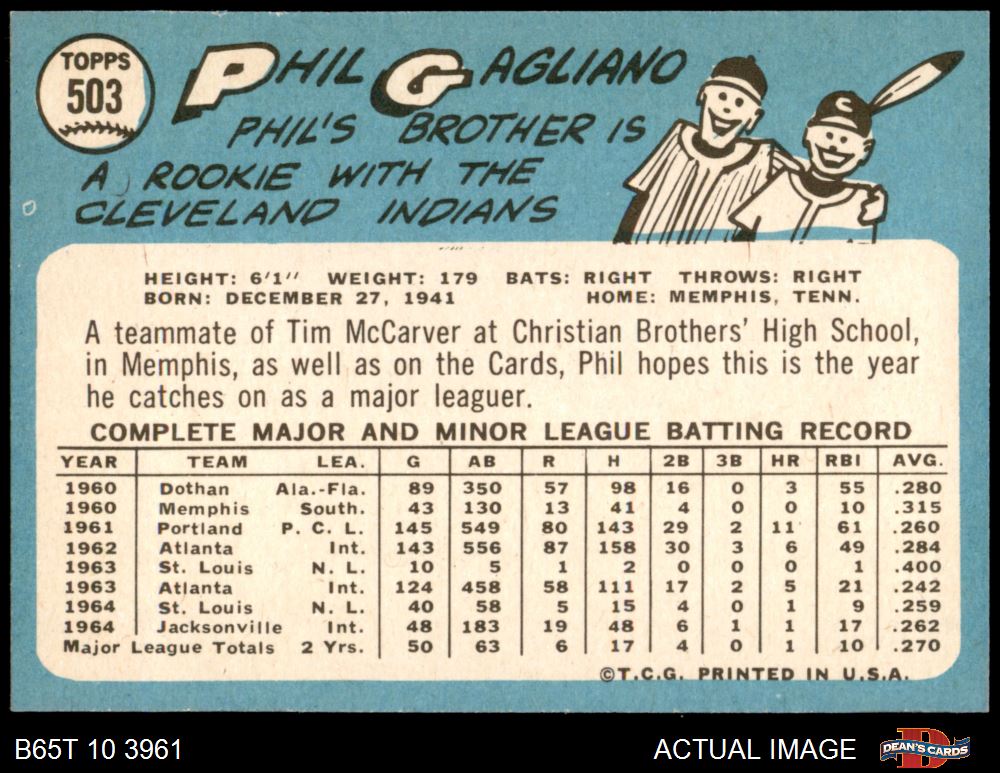 TOPPS
503
PHIL GAGLIANO
PHIL'S BROTHER IS
A ROOKIE WITH THE
CLEVELAND INDIANS
C
HEIGHT: 6'1" WEIGHT: 179 BATS: RIGHT THROWS: RIGHT
BORN: DECEMBER 27, 1941 HOME: MEMPHIS, TENN.
A teammate of Tim McCarver at Christian Brothers' High School,
in Memphis, as well as on the Cards, Phil hopes this is the year
he catches on as a major leaguer.
COMPLETE MAJOR AND MINOR LEAGUE BATTING RECORD
YEAR TEAM LEA. G AB R H 2B 3B HR RBI AVG.
1960 Dothan Ala.-Fla. 89 350 57 98 16 0 3 55 .280
1960 Memphis South. 43 130 13 41 4 0 0 10 .315
1961 Portland P. C. L. 145 549 80 143 29 2 11 61 .260
1962 Atlanta Int. 143 556 87 158 30 3 6 49 .284
1963 St. Louis N. L. 10 5 1 2 0 0 0 1 .400
1963 Atlanta Int. 124 458 58 111 17 2 5 21 .242
1964 St. Louis N. L. 40 58 5 15 4 0 1 9 .259
1964 Jacksonville Int. 48 183 19 48 6 1 1 17 .262
Major League Totals 2 Yrs. 50 63 6 17 4 0 1 10 .270
©T.C.G. PRINTED IN U.S.A.
B65T 10 3961 ACTUAL IMAGE DEAN'S CARDS